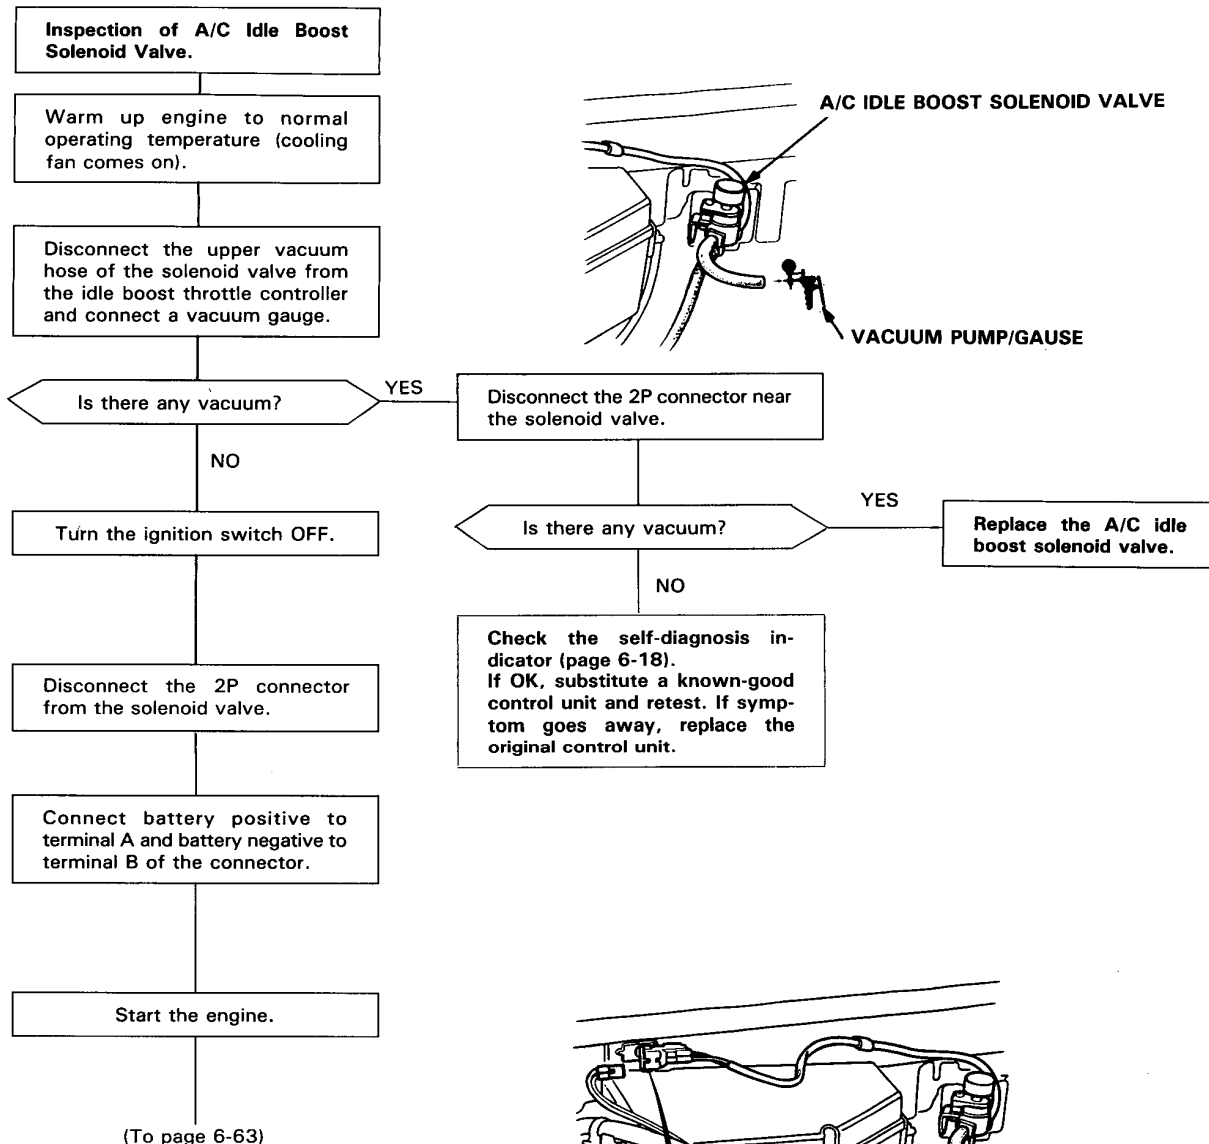 Inspection of A/C Idle Boost
Solenoid Valve.
Warm up engine to normal
operating temperature (cooling
fan comes on).
A/C IDLE BOOST SOLENOID VALVE
Disconnect the upper vacuum
hose of the solenoid valve from
the idle boost throttle controller
and connect a vacuum gauge.
VACUUM PUMP/GAUSE
Is there any vacuum?
YES
Disconnect the 2P connector near
the solenoid valve.
NO
Turn the ignition switch OFF.
Is there any vacuum?
YES
Replace the A/C idle
boost solenoid valve.
NO
Check the self-diagnosis in-
dicator (page 6-18).
If OK, substitute a known-good
control unit and retest. If symp-
tom goes away, replace the
original control unit.
Disconnect the 2P connector
from the solenoid valve.
Connect battery positive to
terminal A and battery negative to
terminal B of the connector.
Start the engine.
(To page 6-63)